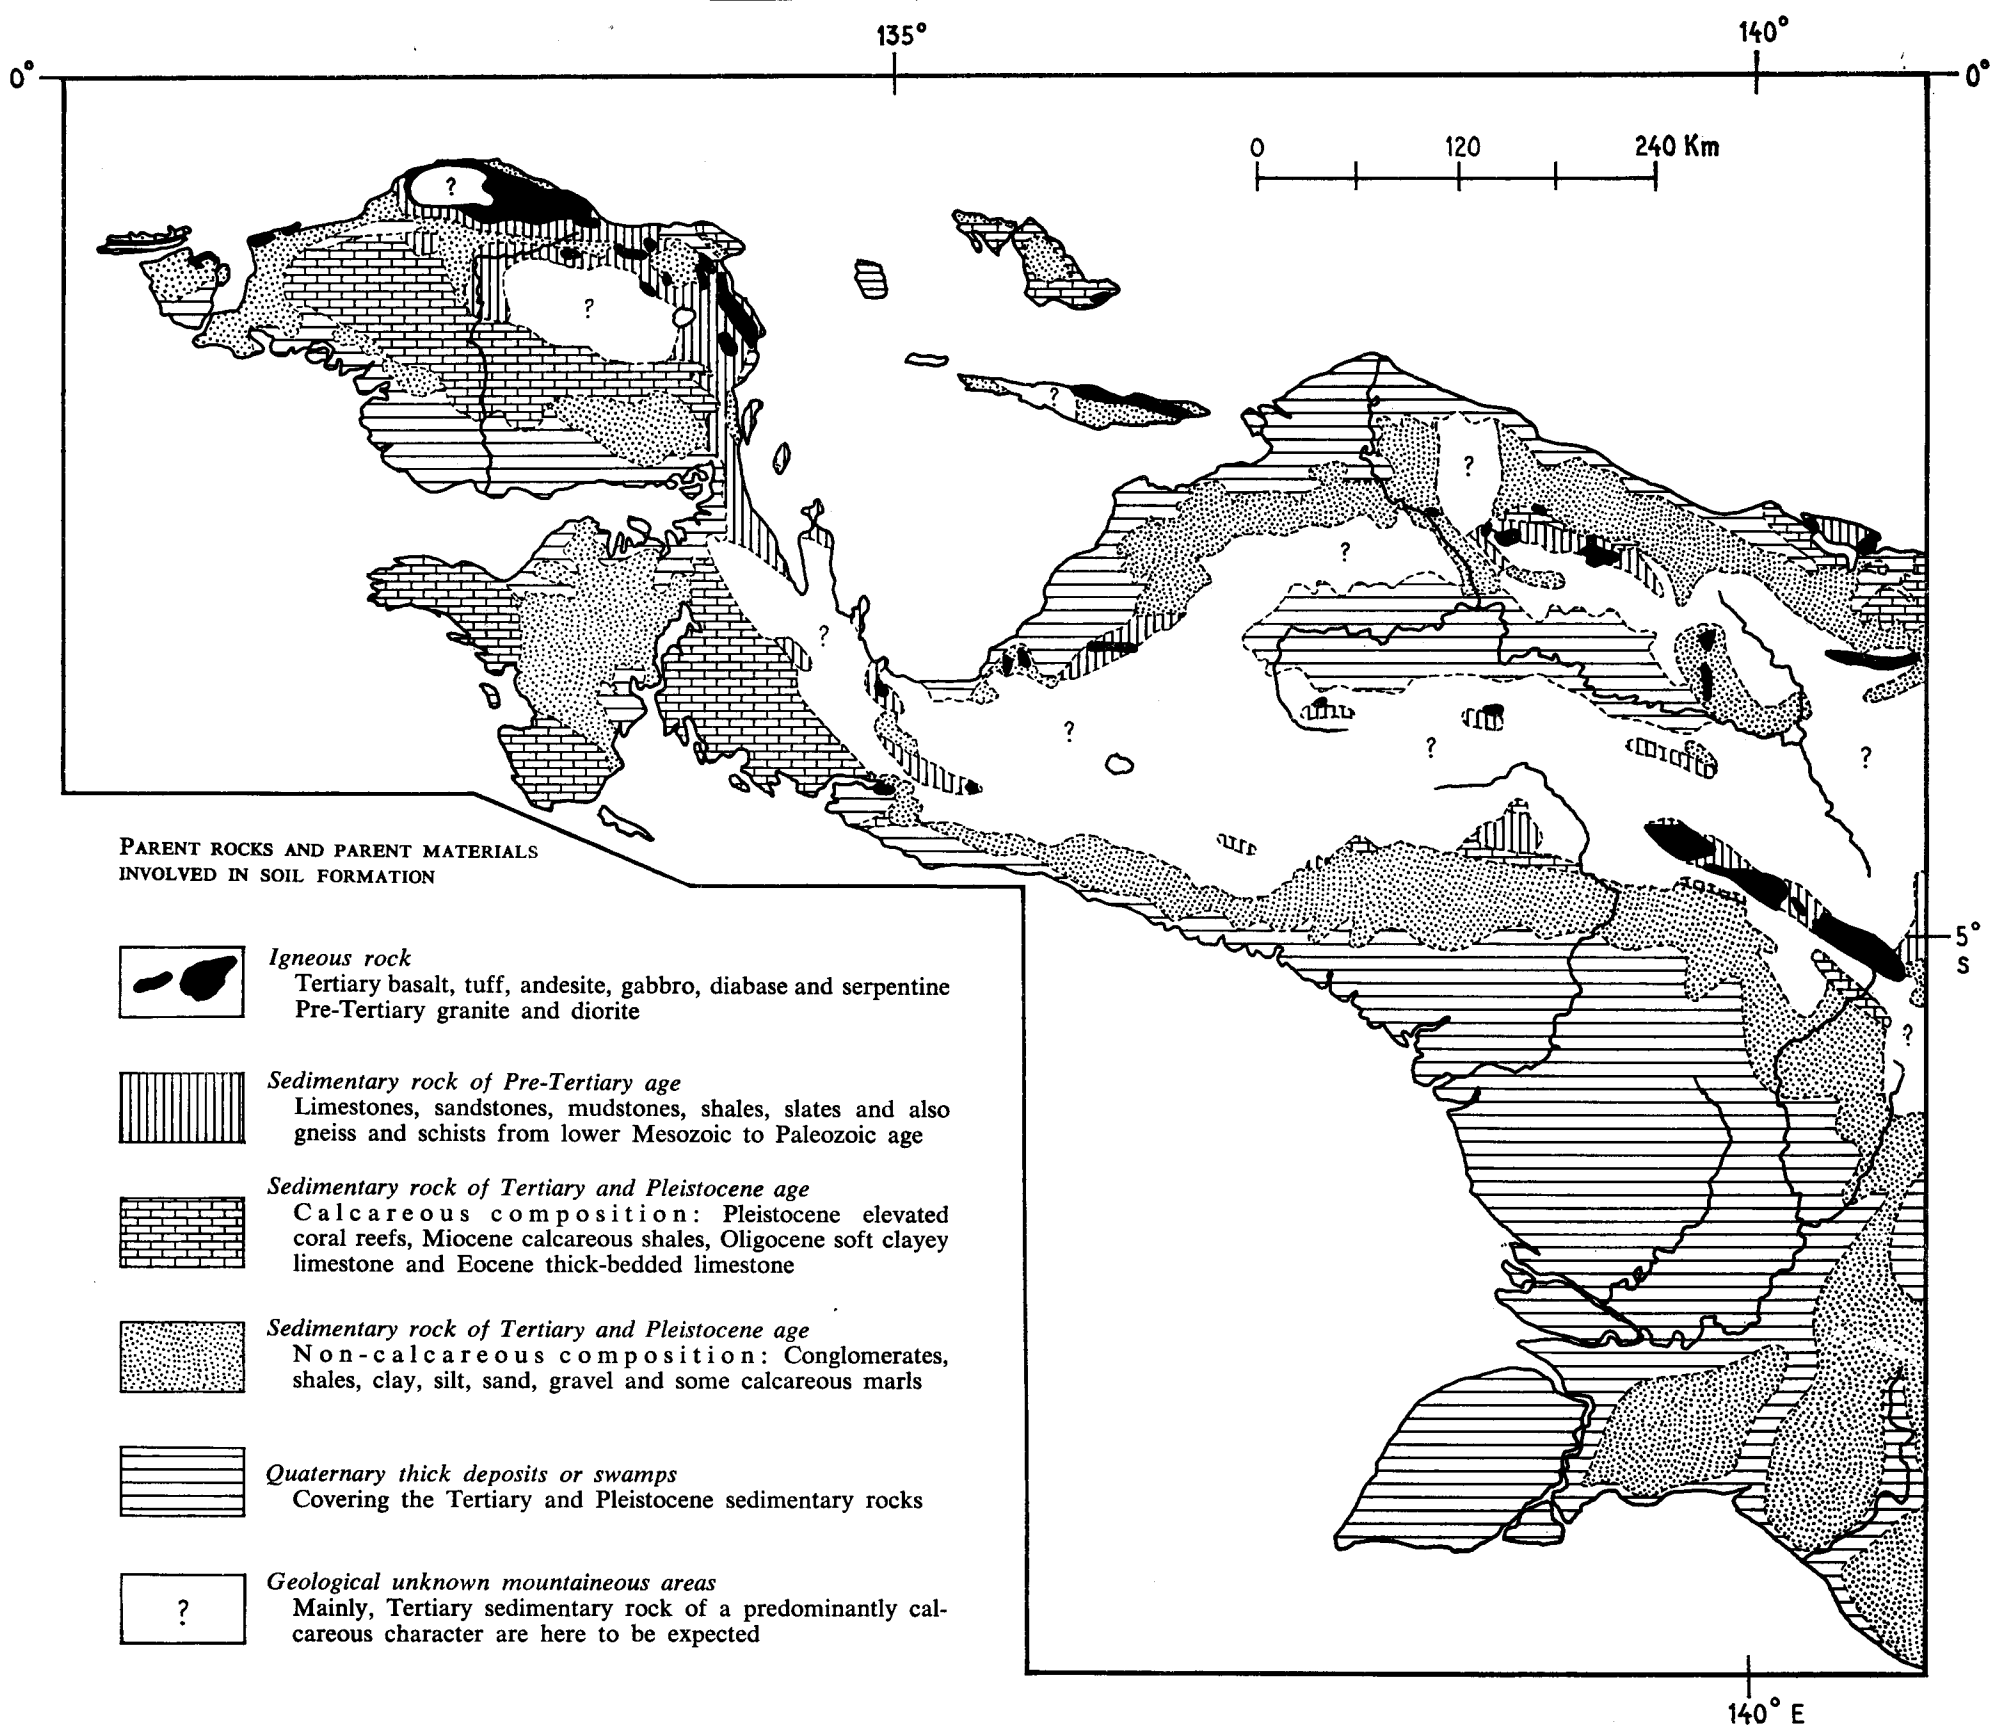 135°
140°
0°
0°
0 120 240 Km
?
?
?
?
?
?
?
?
?
?
5°
S
?
PARENT ROCKS AND PARENT MATERIALS
INVOLVED IN SOIL FORMATION
Igneous rock
Tertiary basalt, tuff, andesite, gabbro, diabase and serpentine
Pre-Tertiary granite and diorite
Sedimentary rock of Pre-Tertiary age
Limestones, sandstones, mudstones, shales, slates and also
gneiss and schists from lower Mesozoic to Paleozoic age
Sedimentary rock of Tertiary and Pleistocene age
Calcareous composition: Pleistocene elevated
coral reefs, Miocene calcareous shales, Oligocene soft clayey
limestone and Eocene thick-bedded limestone
Sedimentary rock of Tertiary and Pleistocene age
Non-calcareous composition: Conglomerates,
shales, clay, silt, sand, gravel and some calcareous marls
Quaternary thick deposits or swamps
Covering the Tertiary and Pleistocene sedimentary rocks
?
Geological unknown mountaineous areas
Mainly, Tertiary sedimentary rock of a predominantly cal-
careous character are here to be expected
140° E